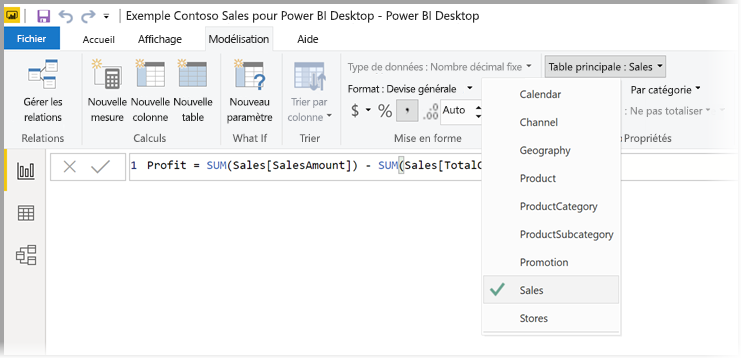 Exemple Contoso Sales pour Power BI Desktop - Power BI Desktop
Fichier Accueil Affichage Modélisation Aide
Gérer les relations
Relations
Nouvelle mesure
Nouvelle colonne
Nouvelle table
Calculs
Nouveau paramètre
What If
Trier par colonne
Trier
Type de données : Nombre décimal fixe
Format : Devise générale
$ % , .00 Auto
Mise en forme
Table principale : Sales
Par catégorie
: Ne pas totaliser
Propriétés
Calendar
Channel
Geography
Product
ProductCategory
ProductSubcategory
Promotion
Sales
Stores
1 Profit = SUM(Sales[SalesAmount]) - SUM(Sales[TotalC